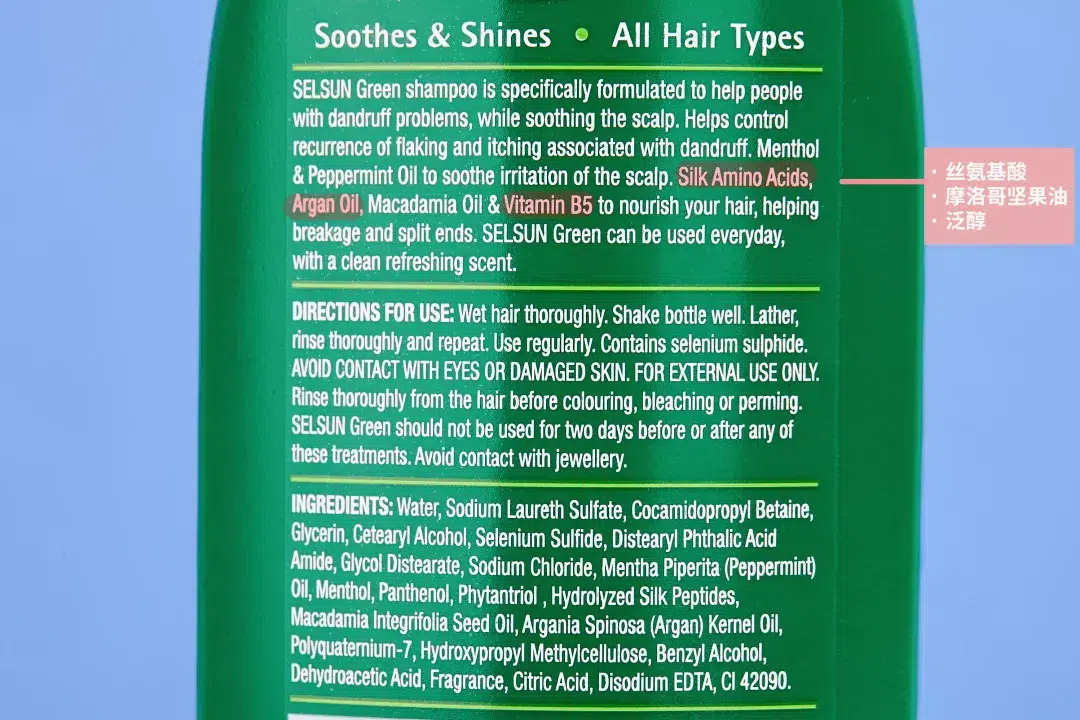 Soothes & Shines • All Hair Types
SELSUN Green shampoo is specifically formulated to help people
with dandruff problems, while soothing the scalp. Helps control
recurrence of flaking and itching associated with dandruff. Menthol
& Peppermint Oil to soothe irritation of the scalp. Silk Amino Acids,
Argan Oil, Macadamia Oil & Vitamin B5 to nourish your hair, helping
breakage and split ends. SELSUN Green can be used everyday,
with a clean refreshing scent.
· 丝氨基酸
· 摩洛哥坚果油
· 泛醇
DIRECTIONS FOR USE: Wet hair thoroughly. Shake bottle well. Lather,
rinse thoroughly and repeat. Use regularly. Contains selenium sulphide.
AVOID CONTACT WITH EYES OR DAMAGED SKIN. FOR EXTERNAL USE ONLY.
Rinse thoroughly from the hair before colouring, bleaching or perming.
SELSUN Green should not be used for two days before or after any of
these treatments. Avoid contact with jewellery.
INGREDIENTS: Water, Sodium Laureth Sulfate, Cocamidopropyl Betaine,
Glycerin, Cetearyl Alcohol, Selenium Sulfide, Distearyl Phthalic Acid
Amide, Glycol Distearate, Sodium Chloride, Mentha Piperita (Peppermint)
Oil, Menthol, Panthenol, Phytantriol , Hydrolyzed Silk Peptides,
Macadamia Integrifolia Seed Oil, Argania Spinosa (Argan) Kernel Oil,
Polyquaternium-7, Hydroxypropyl Methylcellulose, Benzyl Alcohol,
Dehydroacetic Acid, Fragrance, Citric Acid, Disodium EDTA, CI 42090.